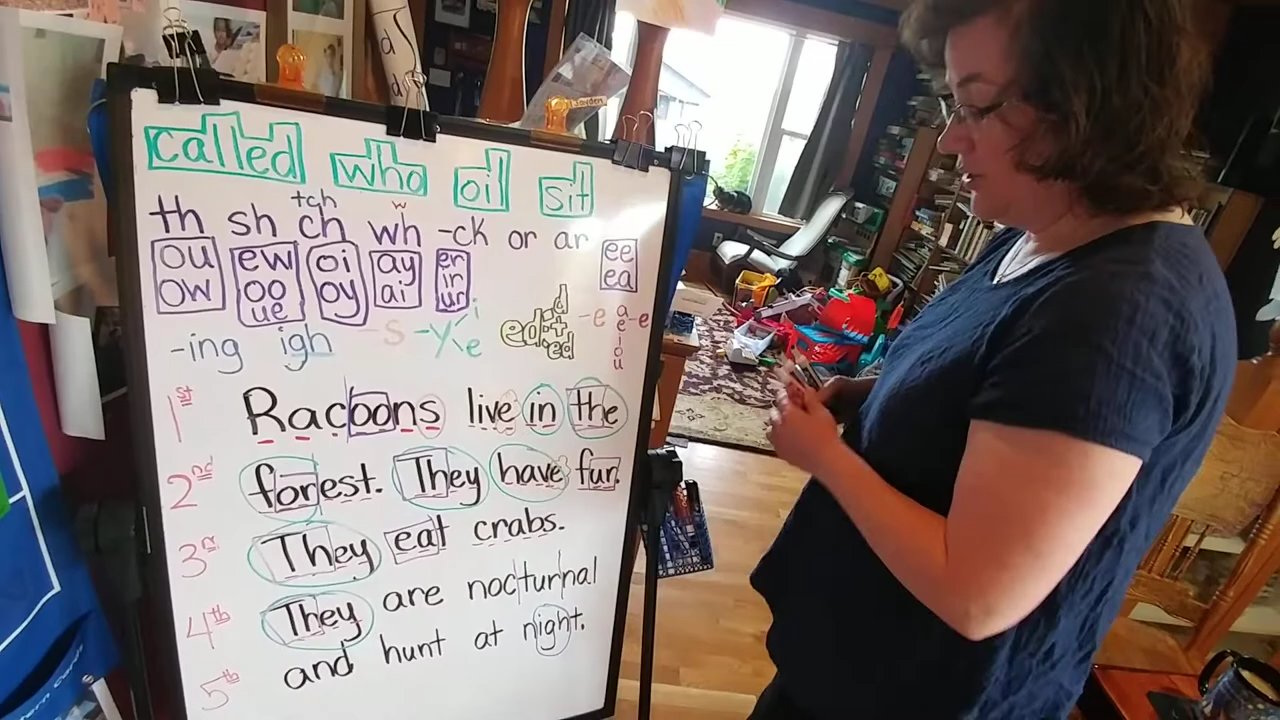 called who oil sit
tch w
th sh ch wh -ck or ar ee
ou ew oi ay er ea
ow oo oy ai ir
ue ur
-ing igh -s -y i e ed: d t ed -e a-e
e
i
o
u
1st Racoons live in the
2nd forest. They have fur.
3rd They eat crabs.
4th They are nocturnal
5th and hunt at night.